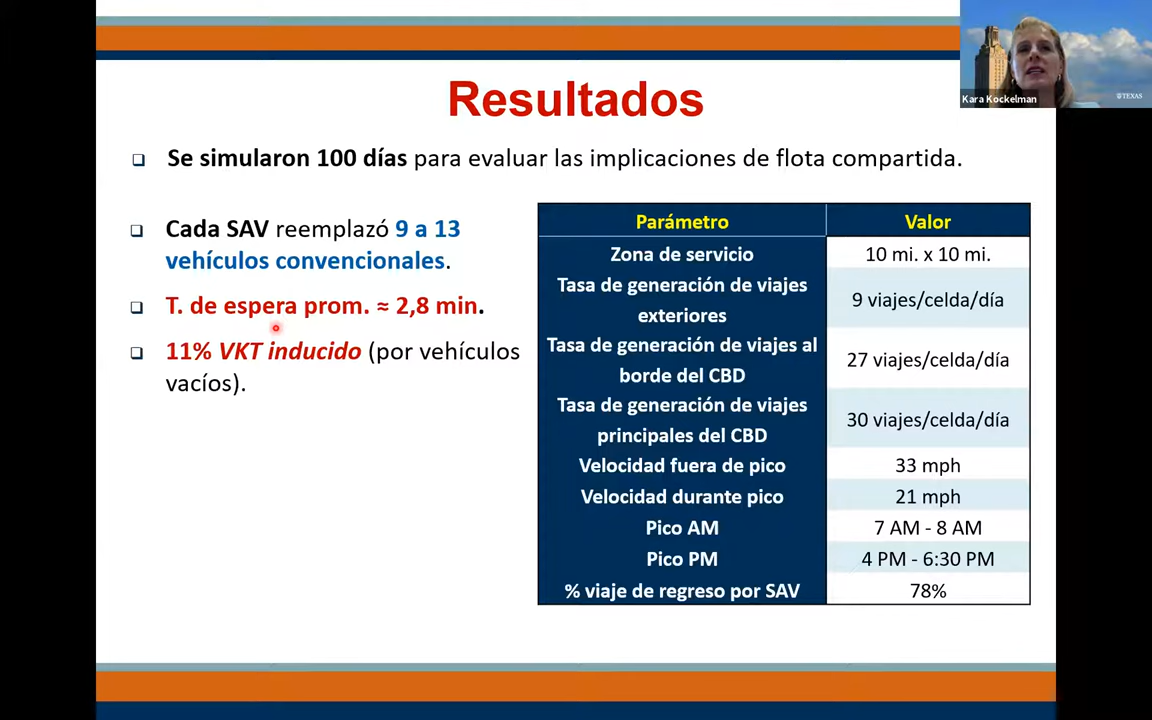 Kara Kockelman
TEXAS
Resultados
Se simularon 100 días para evaluar las implicaciones de flota compartida.
Cada SAV reemplazó 9 a 13
vehículos convencionales.
T. de espera prom. ≈ 2,8 min.
11% VKT inducido (por vehículos
vacíos).
Parámetro Valor
Zona de servicio 10 mi. x 10 mi.
Tasa de generación de viajes
exteriores 9 viajes/celda/día
Tasa de generación de viajes al
borde del CBD 27 viajes/celda/día
Tasa de generación de viajes
principales del CBD 30 viajes/celda/día
Velocidad fuera de pico 33 mph
Velocidad durante pico 21 mph
Pico AM 7 AM - 8 AM
Pico PM 4 PM - 6:30 PM
% viaje de regreso por SAV 78%